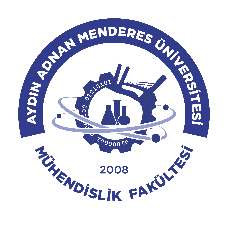 AYDIN ADNAN MENDERES ÜNİVERSİTESİ
2008
MÜHENDİSLİK FAKÜLTESİ